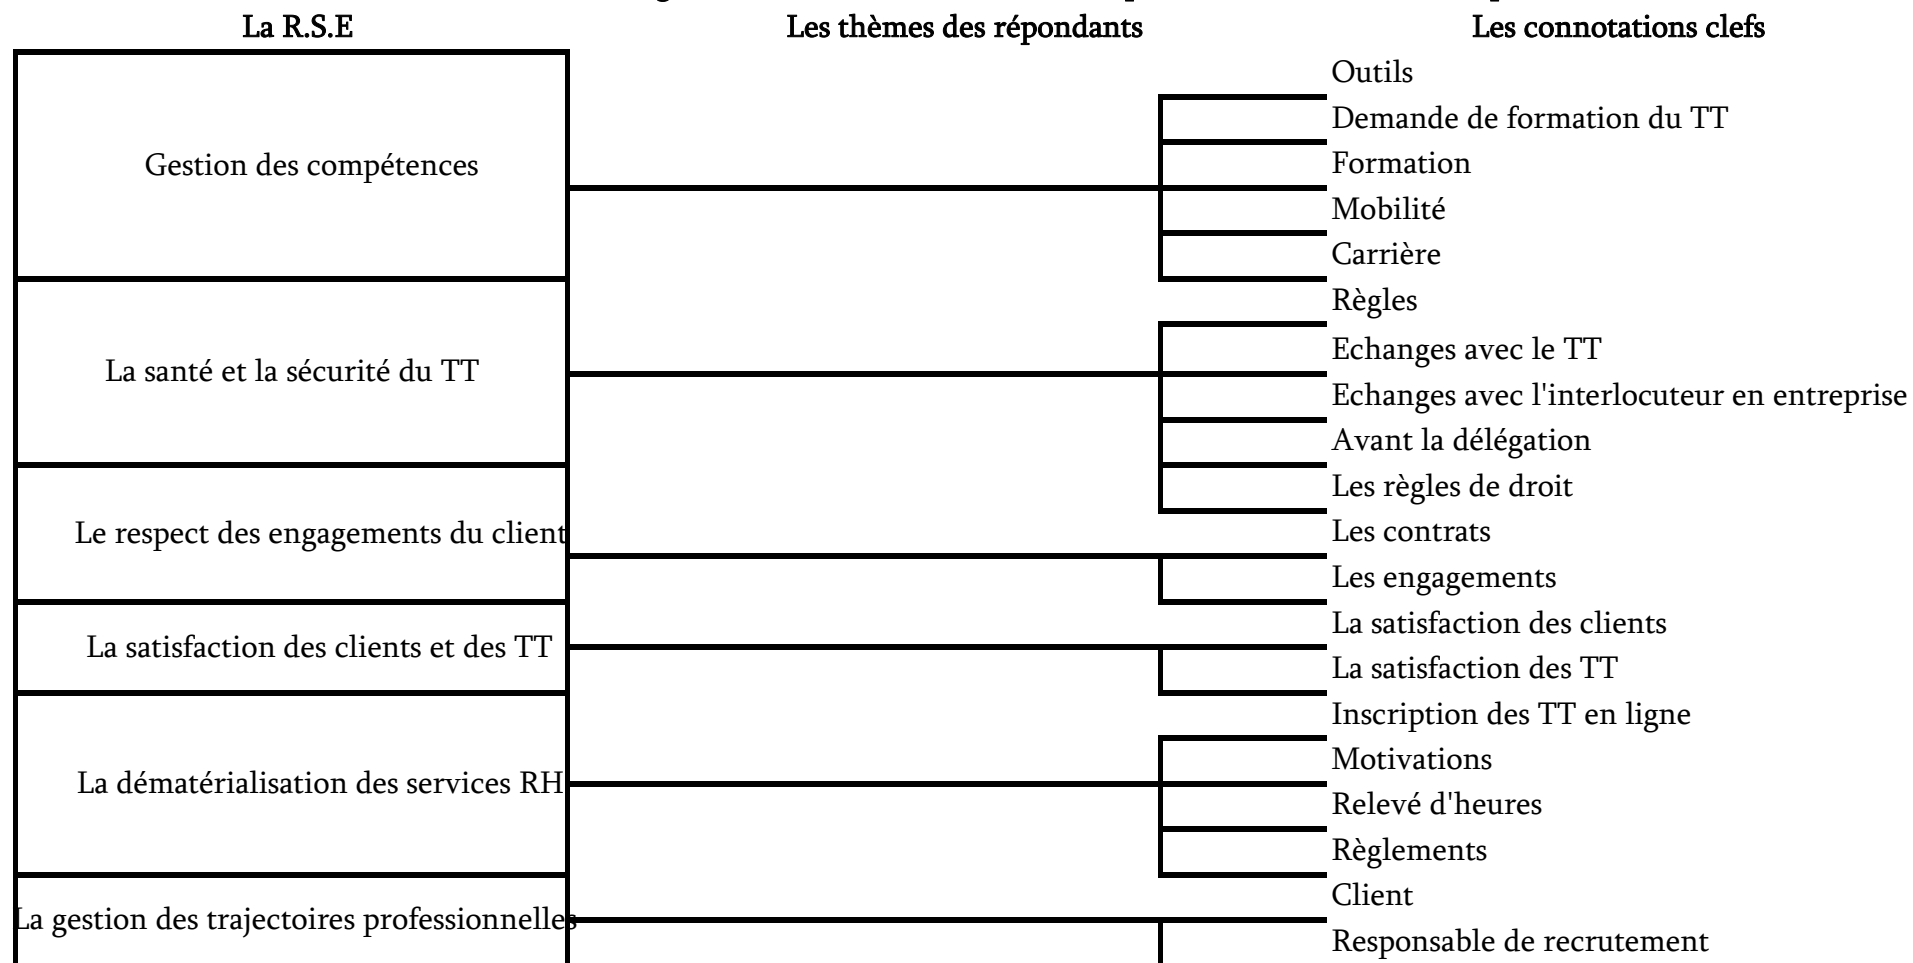 La R.S.E
Les thèmes des répondants
Les connotations clefs
Gestion des compétences
Outils
Demande de formation du TT
Formation
Mobilité
Carrière
La santé et la sécurité du TT
Règles
Echanges avec le TT
Echanges avec l'interlocuteur en entreprise
Avant la délégation
Les règles de droit
Le respect des engagements du client
Les contrats
Les engagements
La satisfaction des clients et des TT
La satisfaction des clients
La satisfaction des TT
La dématérialisation des services RH
Inscription des TT en ligne
Motivations
Relevé d'heures
Règlements
La gestion des trajectoires professionnelles
Client
Responsable de recrutement